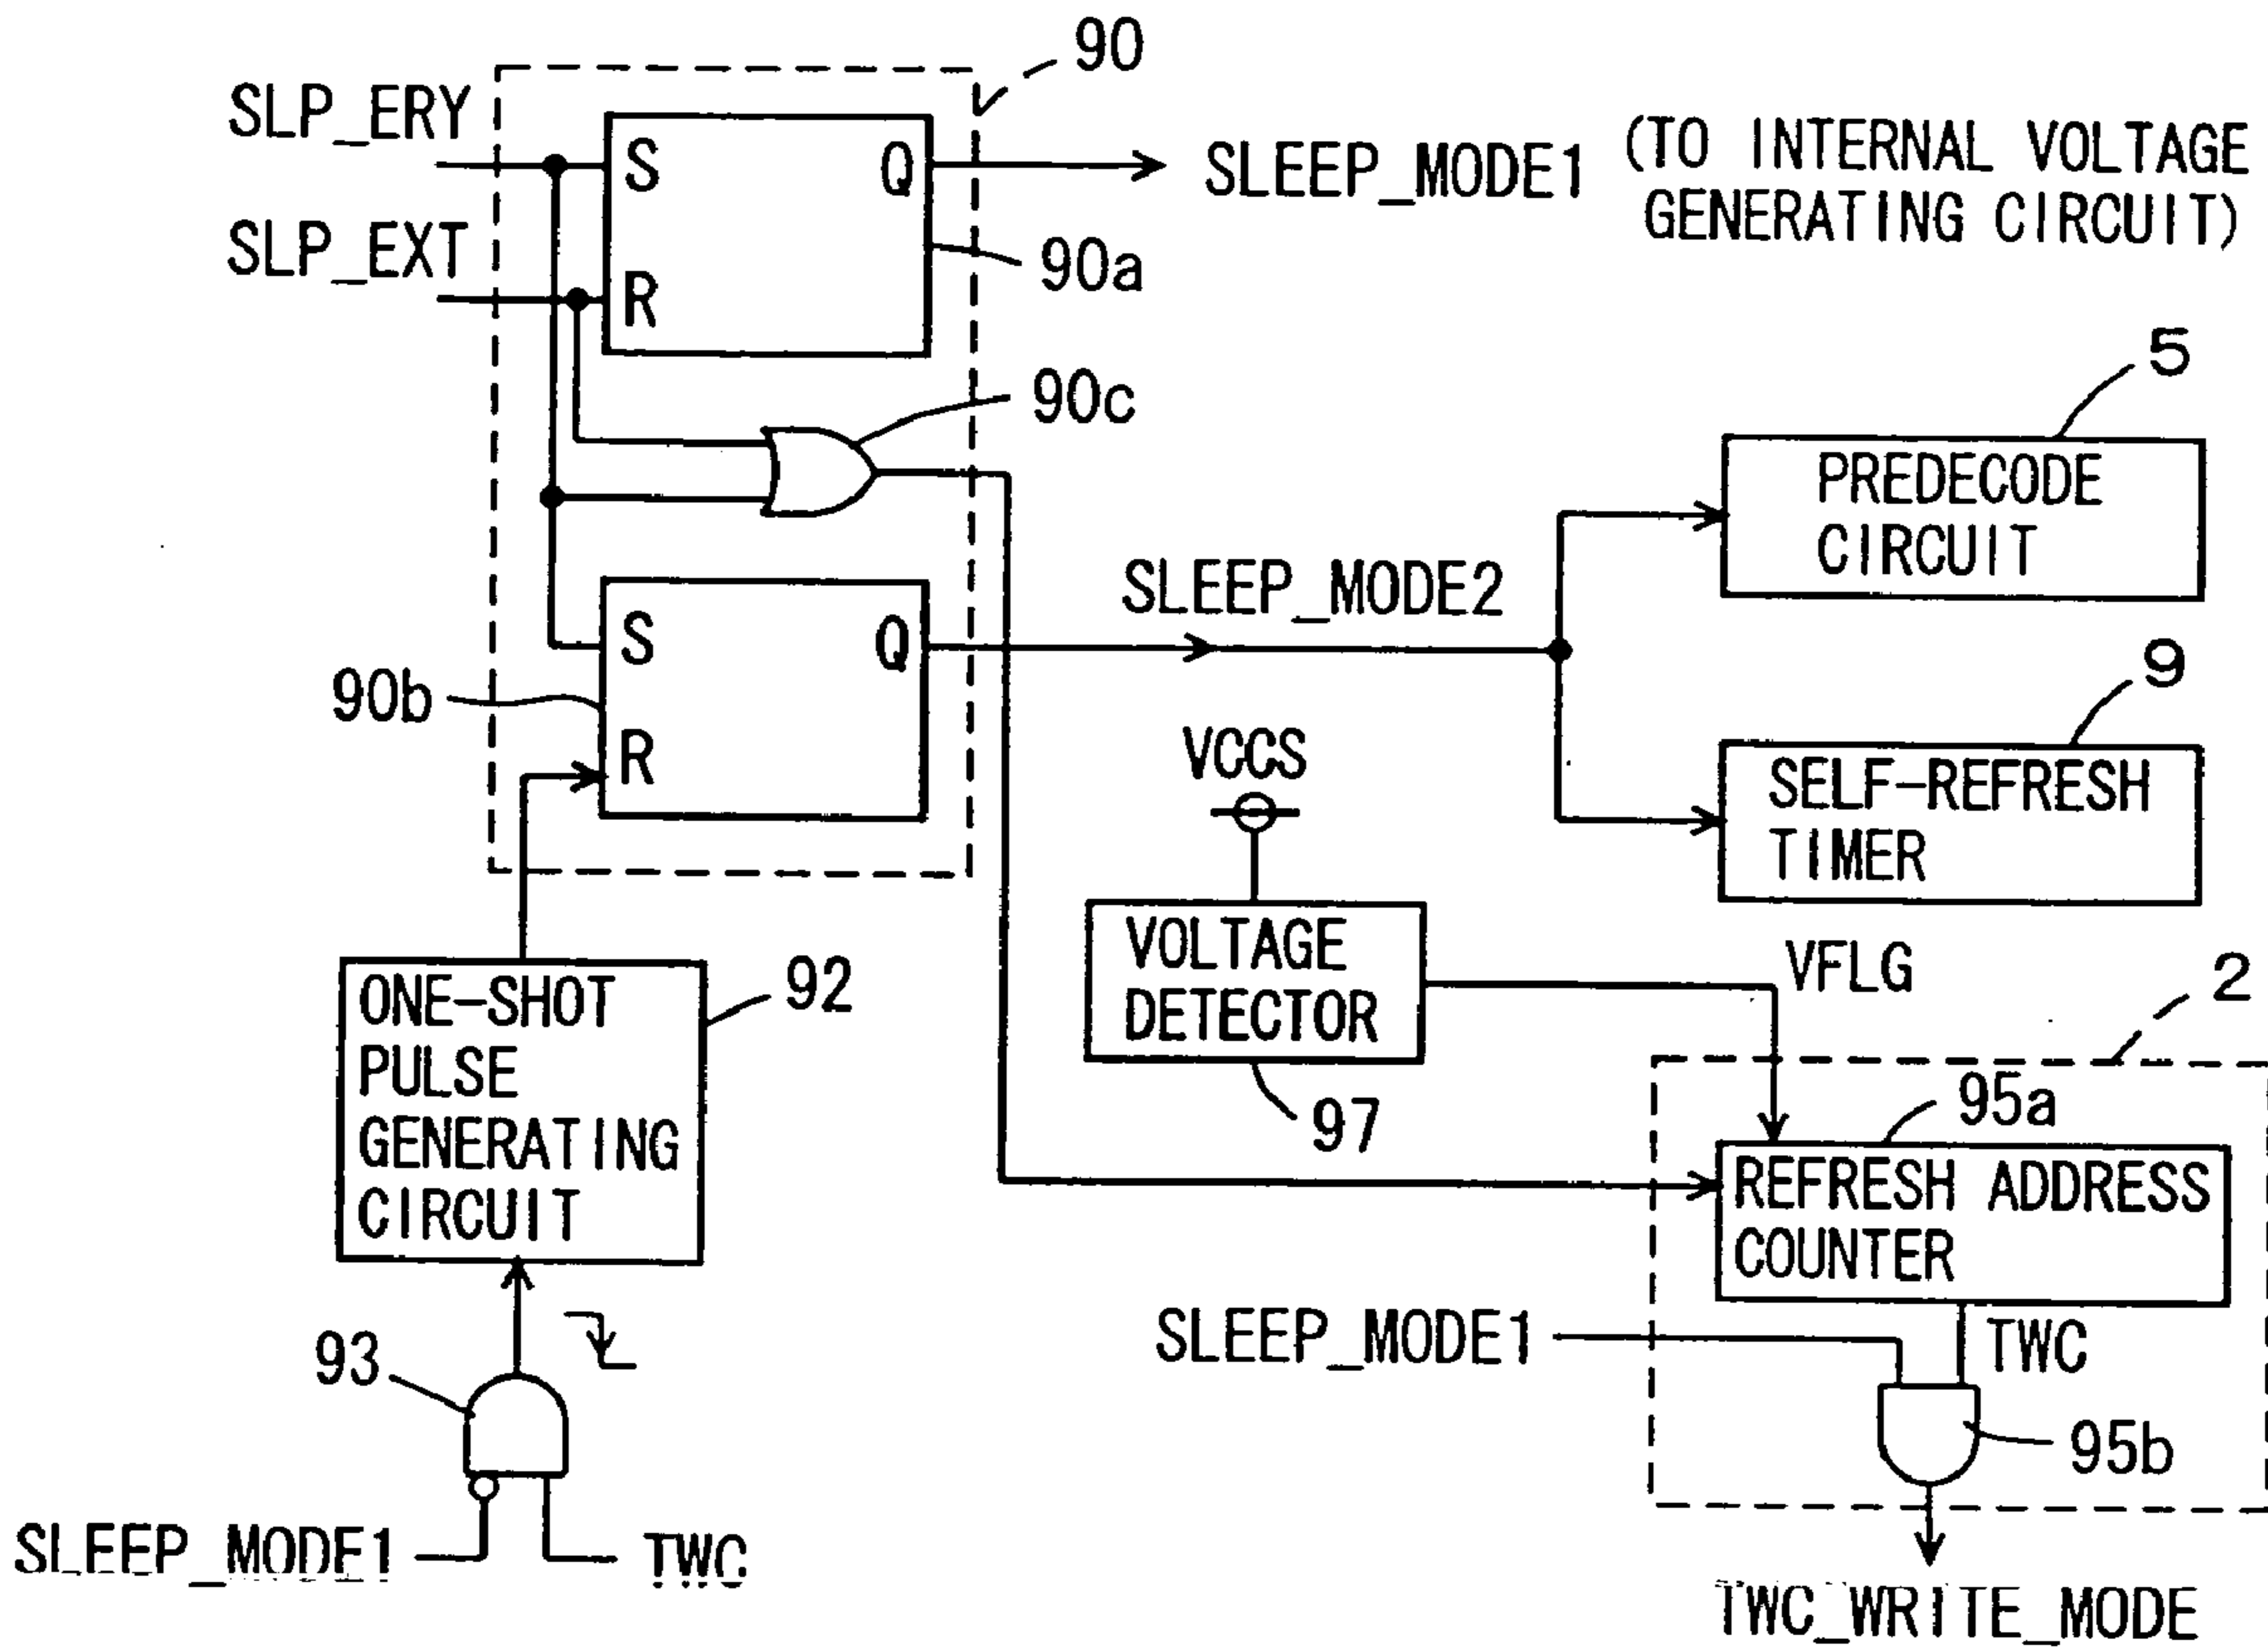 90
SLP_ERY
S
Q
SLEEP_MODE1
(TO INTERNAL VOLTAGE
GENERATING CIRCUIT)
SLP_EXT
R
90a
90c
5
PREDECODE
CIRCUIT
SLEEP_MODE2
S
Q
90b
R
9
SELF-REFRESH
TIMER
VCCS
VOLTAGE
DETECTOR
97
VFLG
2
ONE-SHOT
PULSE
GENERATING
CIRCUIT
92
95a
REFRESH ADDRESS
COUNTER
93
SLEEP_MODE1
TWC
95b
SLEEP_MODE1
TWC
TWC_WRITE_MODE